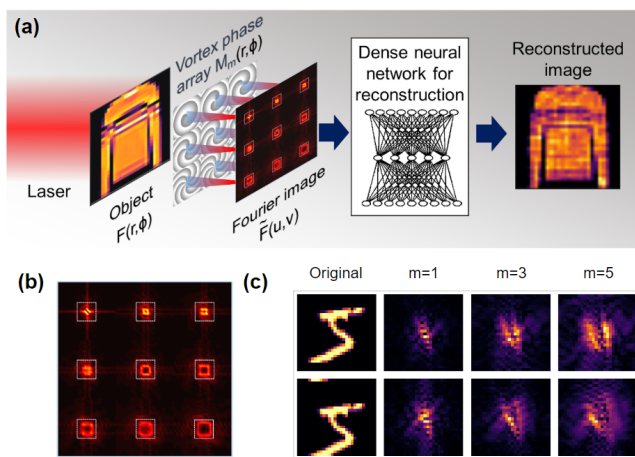 (a)
Vortex phase
array Mₘ(r,ϕ)
Dense neural
network for
reconstruction
Reconstructed
image
Laser
Object
F(r,ϕ)
Fourier image
F̃(u,v)
(b)
(c)
Original m=1 m=3 m=5